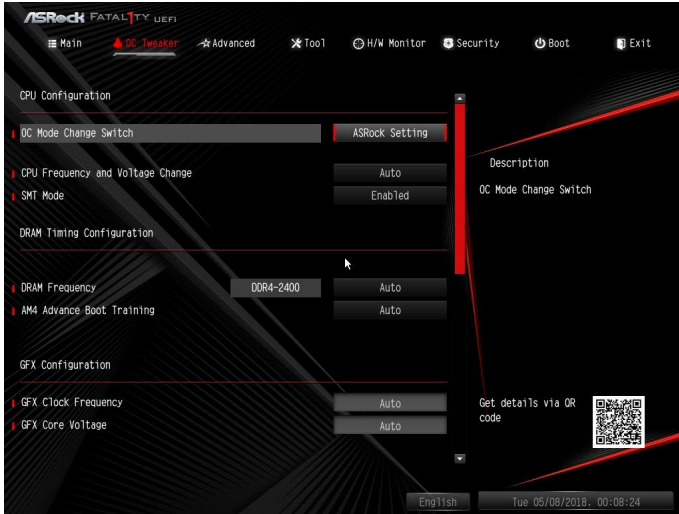 ASRock FATAL1TY UEFI
Main OC Tweaker Advanced Tool H/W Monitor Security Boot Exit
CPU Configuration
OC Mode Change Switch ASRock Setting
CPU Frequency and Voltage Change Auto
SMT Mode Enabled
DRAM Timing Configuration
DRAM Frequency DDR4-2400 Auto
AM4 Advance Boot Training Auto
GFX Configuration
GFX Clock Frequency Auto
GFX Core Voltage Auto
Description
OC Mode Change Switch
Get details via QR
code
English Tue 05/08/2018. 00:08:24